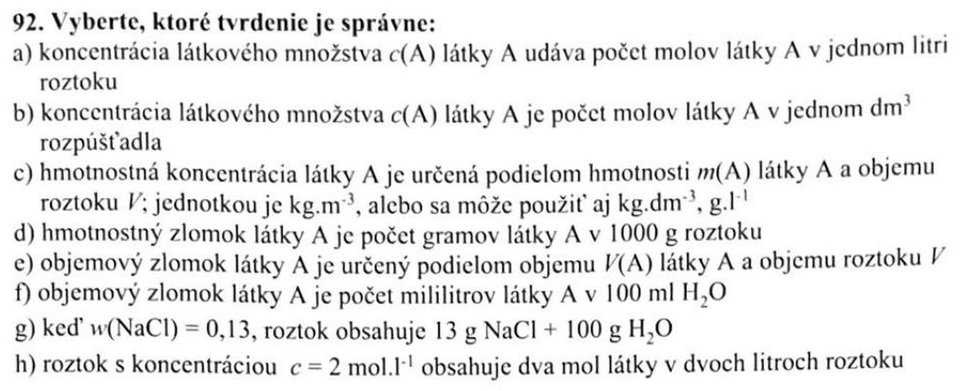 92. Vyberte, ktoré tvrdenie je správne:
a) koncentrácia látkového množstva c(A) látky A udáva počet molov látky A v jednom litri
roztoku
b) koncentrácia látkového množstva c(A) látky A je počet molov látky A v jednom dm³
rozpúšťadla
c) hmotnostná koncentrácia látky A je určená podielom hmotnosti m(A) látky A a objemu
roztoku V; jednotkou je kg.m⁻³, alebo sa môže použiť aj kg.dm⁻³, g.l⁻¹
d) hmotnostný zlomok látky A je počet gramov látky A v 1000 g roztoku
e) objemový zlomok látky A je určený podielom objemu V(A) látky A a objemu roztoku V
f) objemový zlomok látky A je počet mililitrov látky A v 100 ml H₂O
g) keď w(NaCl) = 0,13, roztok obsahuje 13 g NaCl + 100 g H₂O
h) roztok s koncentráciou c = 2 mol.l⁻¹ obsahuje dva mol látky v dvoch litroch roztoku